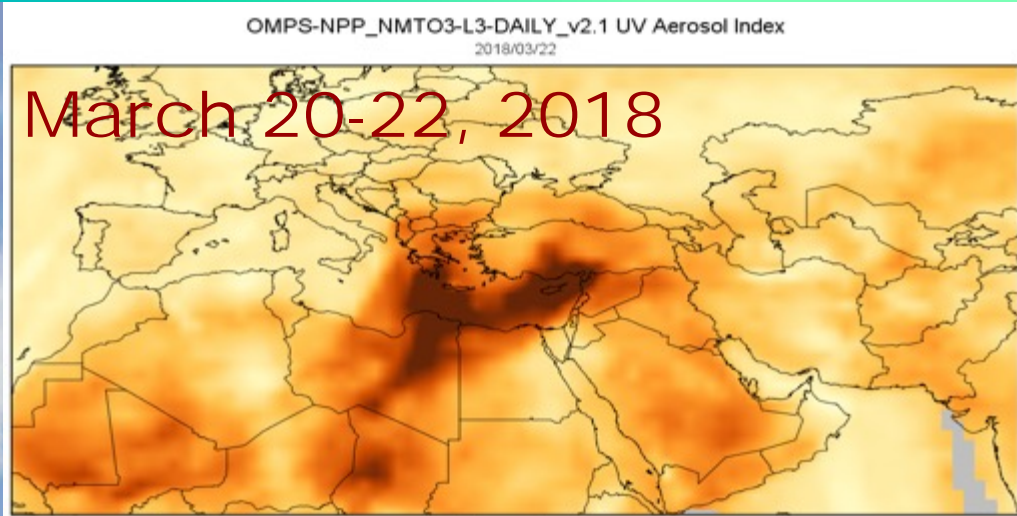 OMPS-NPP_NMTO3-L3-DAILY_v2.1 UV Aerosol Index
2018/03/22
March 20-22, 2018